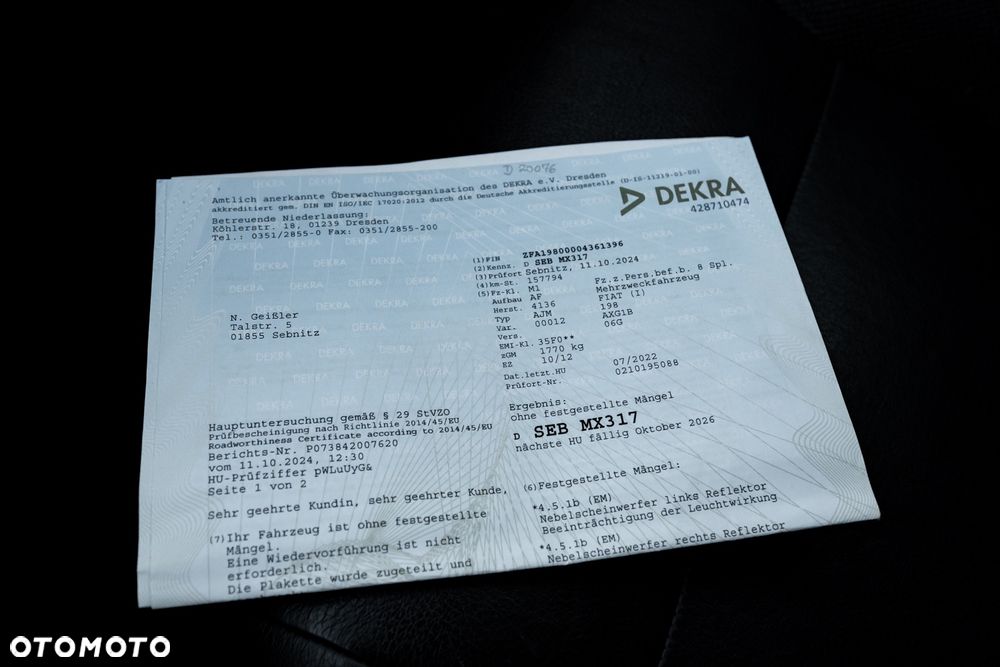 D 20076
Amtlich anerkannte Überwachungsorganisation des DEKRA e.V. Dresden
akkreditiert gem. DIN EN ISO/IEC 17020:2012 durch die Deutsche Akkreditierungsstelle (D-IS-11219-01-00)
Betreuende Niederlassung:
Köhlerstr. 18, 01239 Dresden
Tel.: 0351/2855-0 Fax: 0351/2855-200
DEKRA
428710474
(1) FIN ZFA19800004361396
(2) Kennz. D SEB MX317
(3) Prüfort Sebnitz, 11.10.2024
(4) km-St. 157794
(5) Fz-Kl. M1 Fz.z.Pers.bef.b. 8 Spl.
Aufbau AF Mehrzweckfahrzeug
Herst. 4136 FIAT (I)
Typ AJM 198
Var. 00012 AXG1B
Vers. 06G
EMI-Kl. 35F0**
zGM 1770 kg
EZ 10/12
Dat.letzt.HU 07/2022
Prüfort-Nr. 0210195088
N. Geißler
Talstr. 5
01855 Sebnitz
Ergebnis:
ohne festgestellte Mängel
D SEB MX317
nächste HU fällig Oktober 2026
Hauptuntersuchung gemäß § 29 StVZO
Prüfbescheinigung nach Richtlinie 2014/45/EU
Roadworthiness Certificate according to 2014/45/EU
Berichts-Nr. P073842007620
vom 11.10.2024, 12:30
HU-Prüfziffer pWLuUyG&
Seite 1 von 2
Sehr geehrte Kundin, sehr geehrter Kunde,
(7) Ihr Fahrzeug ist ohne festgestellte
Mängel.
Eine Wiedervorführung ist nicht
erforderlich.
Die Plakette wurde zugeteilt und
(6) Festgestellte Mängel:
*4.5.1b (EM)
Nebelscheinwerfer links Reflektor
Beeinträchtigung der Leuchtwirkung
*4.5.1b (EM)
Nebelscheinwerfer rechts Reflektor
OTOMOTO